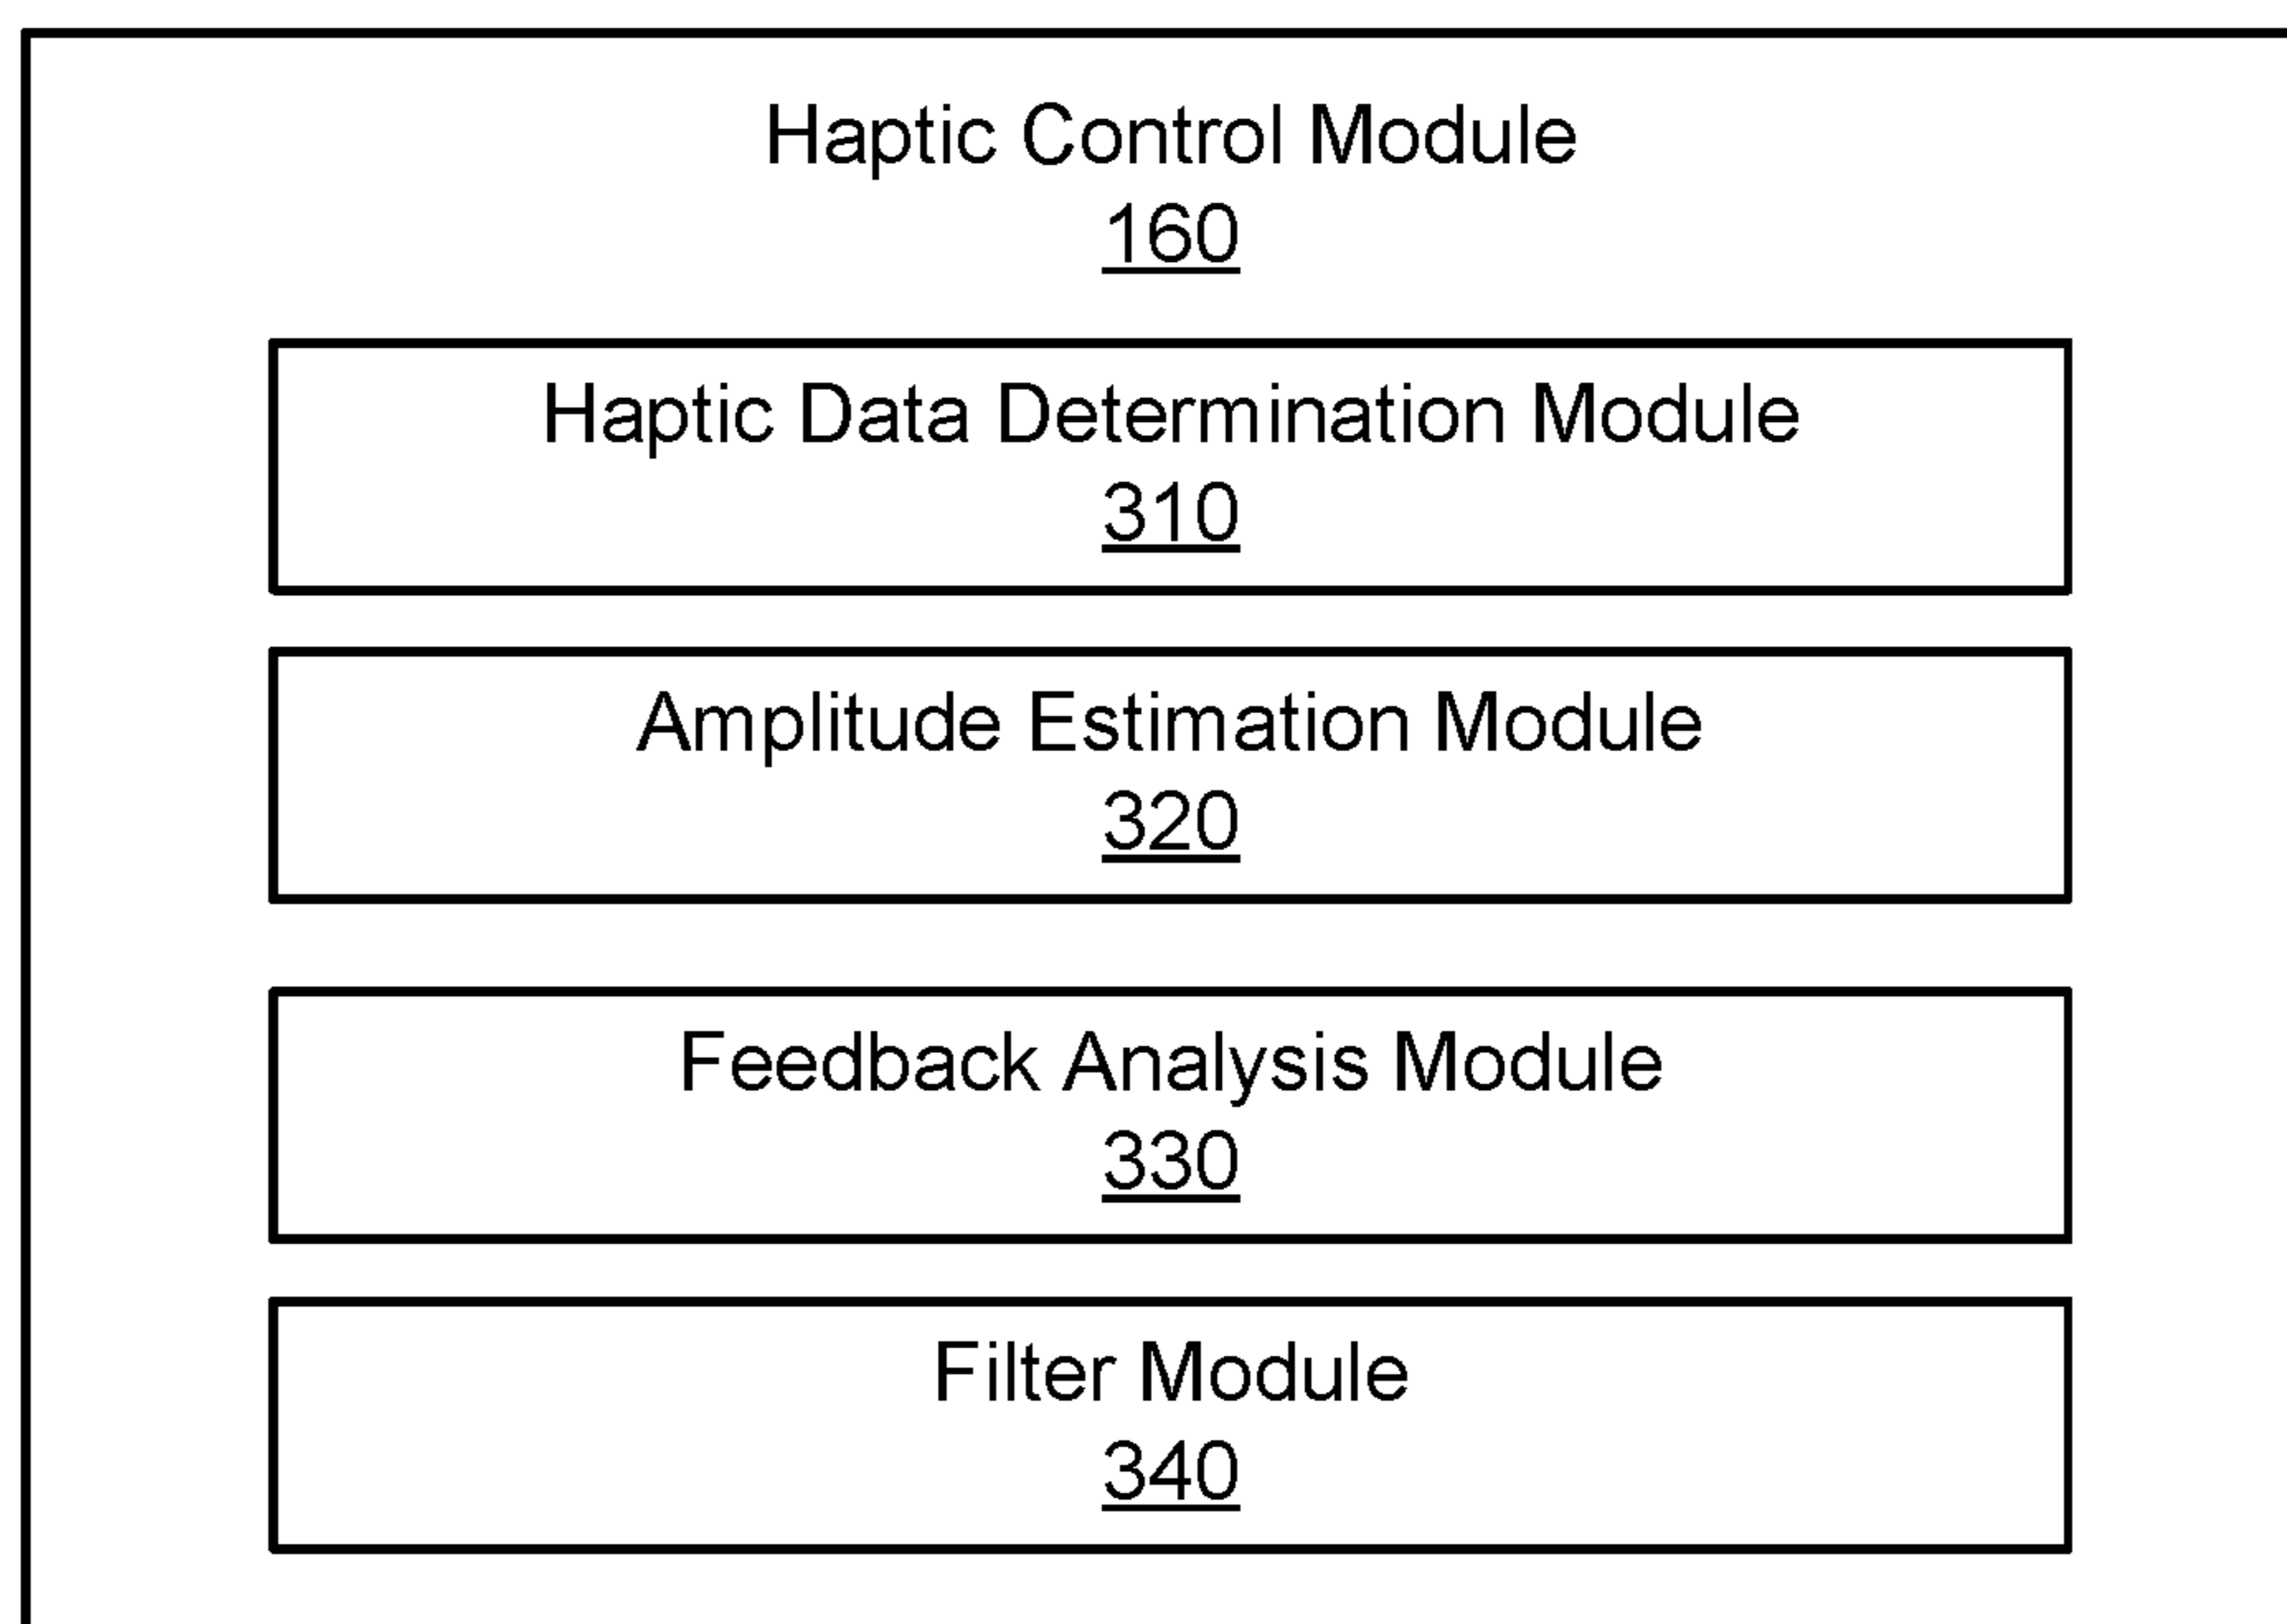 Haptic Control Module
160
Haptic Data Determination Module
310
Amplitude Estimation Module
320
Feedback Analysis Module
330
Filter Module
340